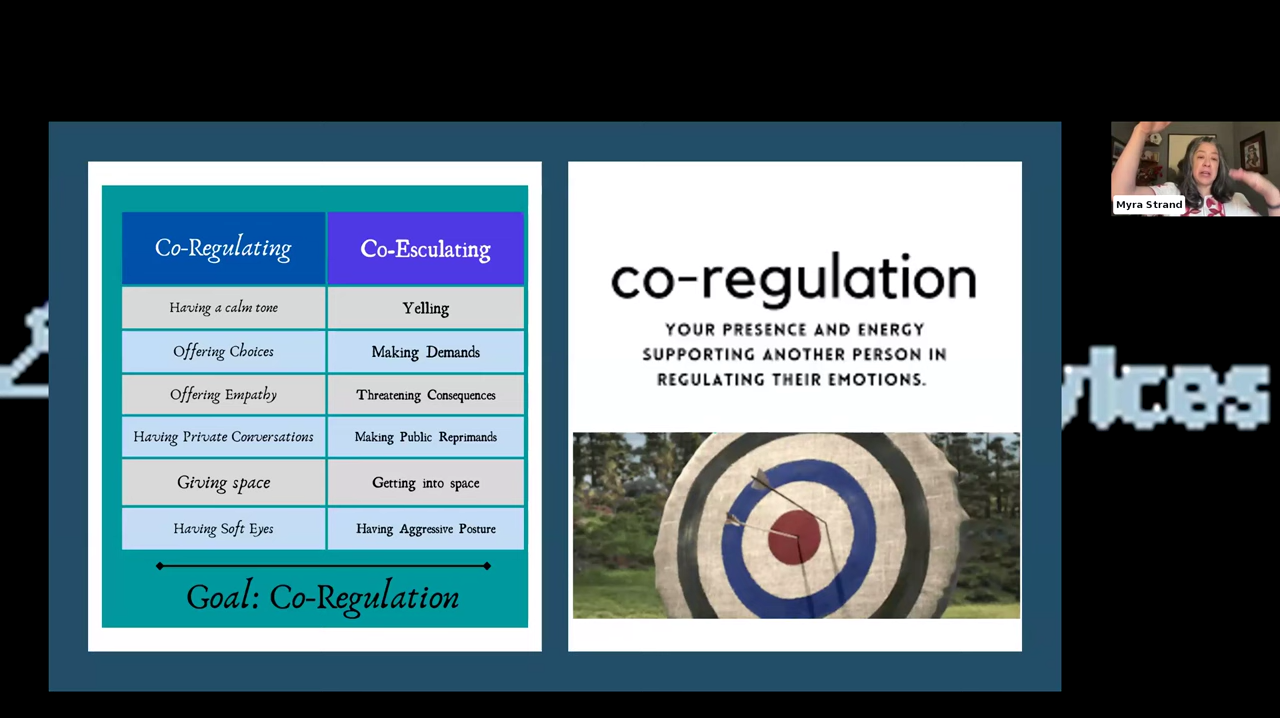 Co-Regulating
Co-Esculating
Having a calm tone
Yelling
Offering Choices
Making Demands
Offering Empathy
Threatening Consequences
Having Private Conversations
Making Public Reprimands
Giving space
Getting into space
Having Soft Eyes
Having Aggressive Posture
Goal: Co-Regulation
co-regulation
YOUR PRESENCE AND ENERGY
SUPPORTING ANOTHER PERSON IN
REGULATING THEIR EMOTIONS.
Myra Strand
vices